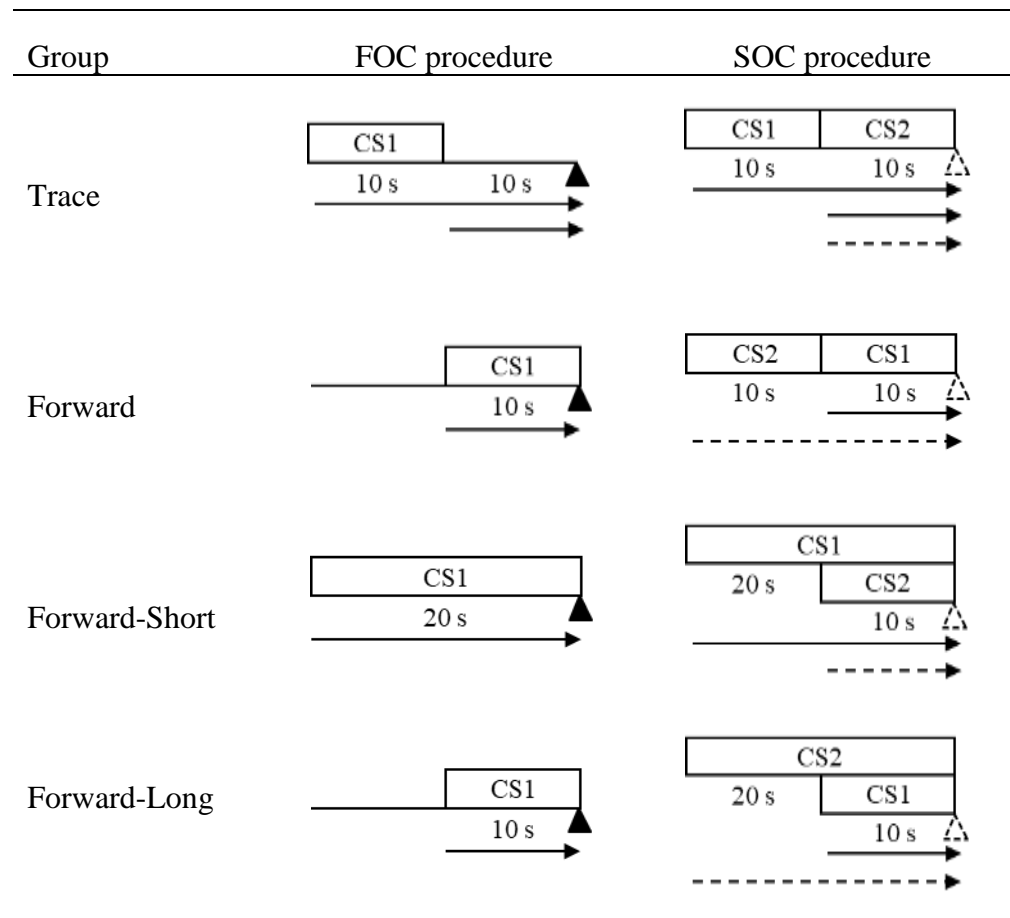 Group FOC procedure SOC procedure
CS1 CS1 CS2
10 s 10 s 10 s 10 s
Trace
CS1 CS2 CS1
10 s 10 s 10 s
Forward
CS1 CS1
20 s CS2
Forward-Short 20 s 10 s
CS2
Forward-Long CS1 20 s CS1
10 s 10 s